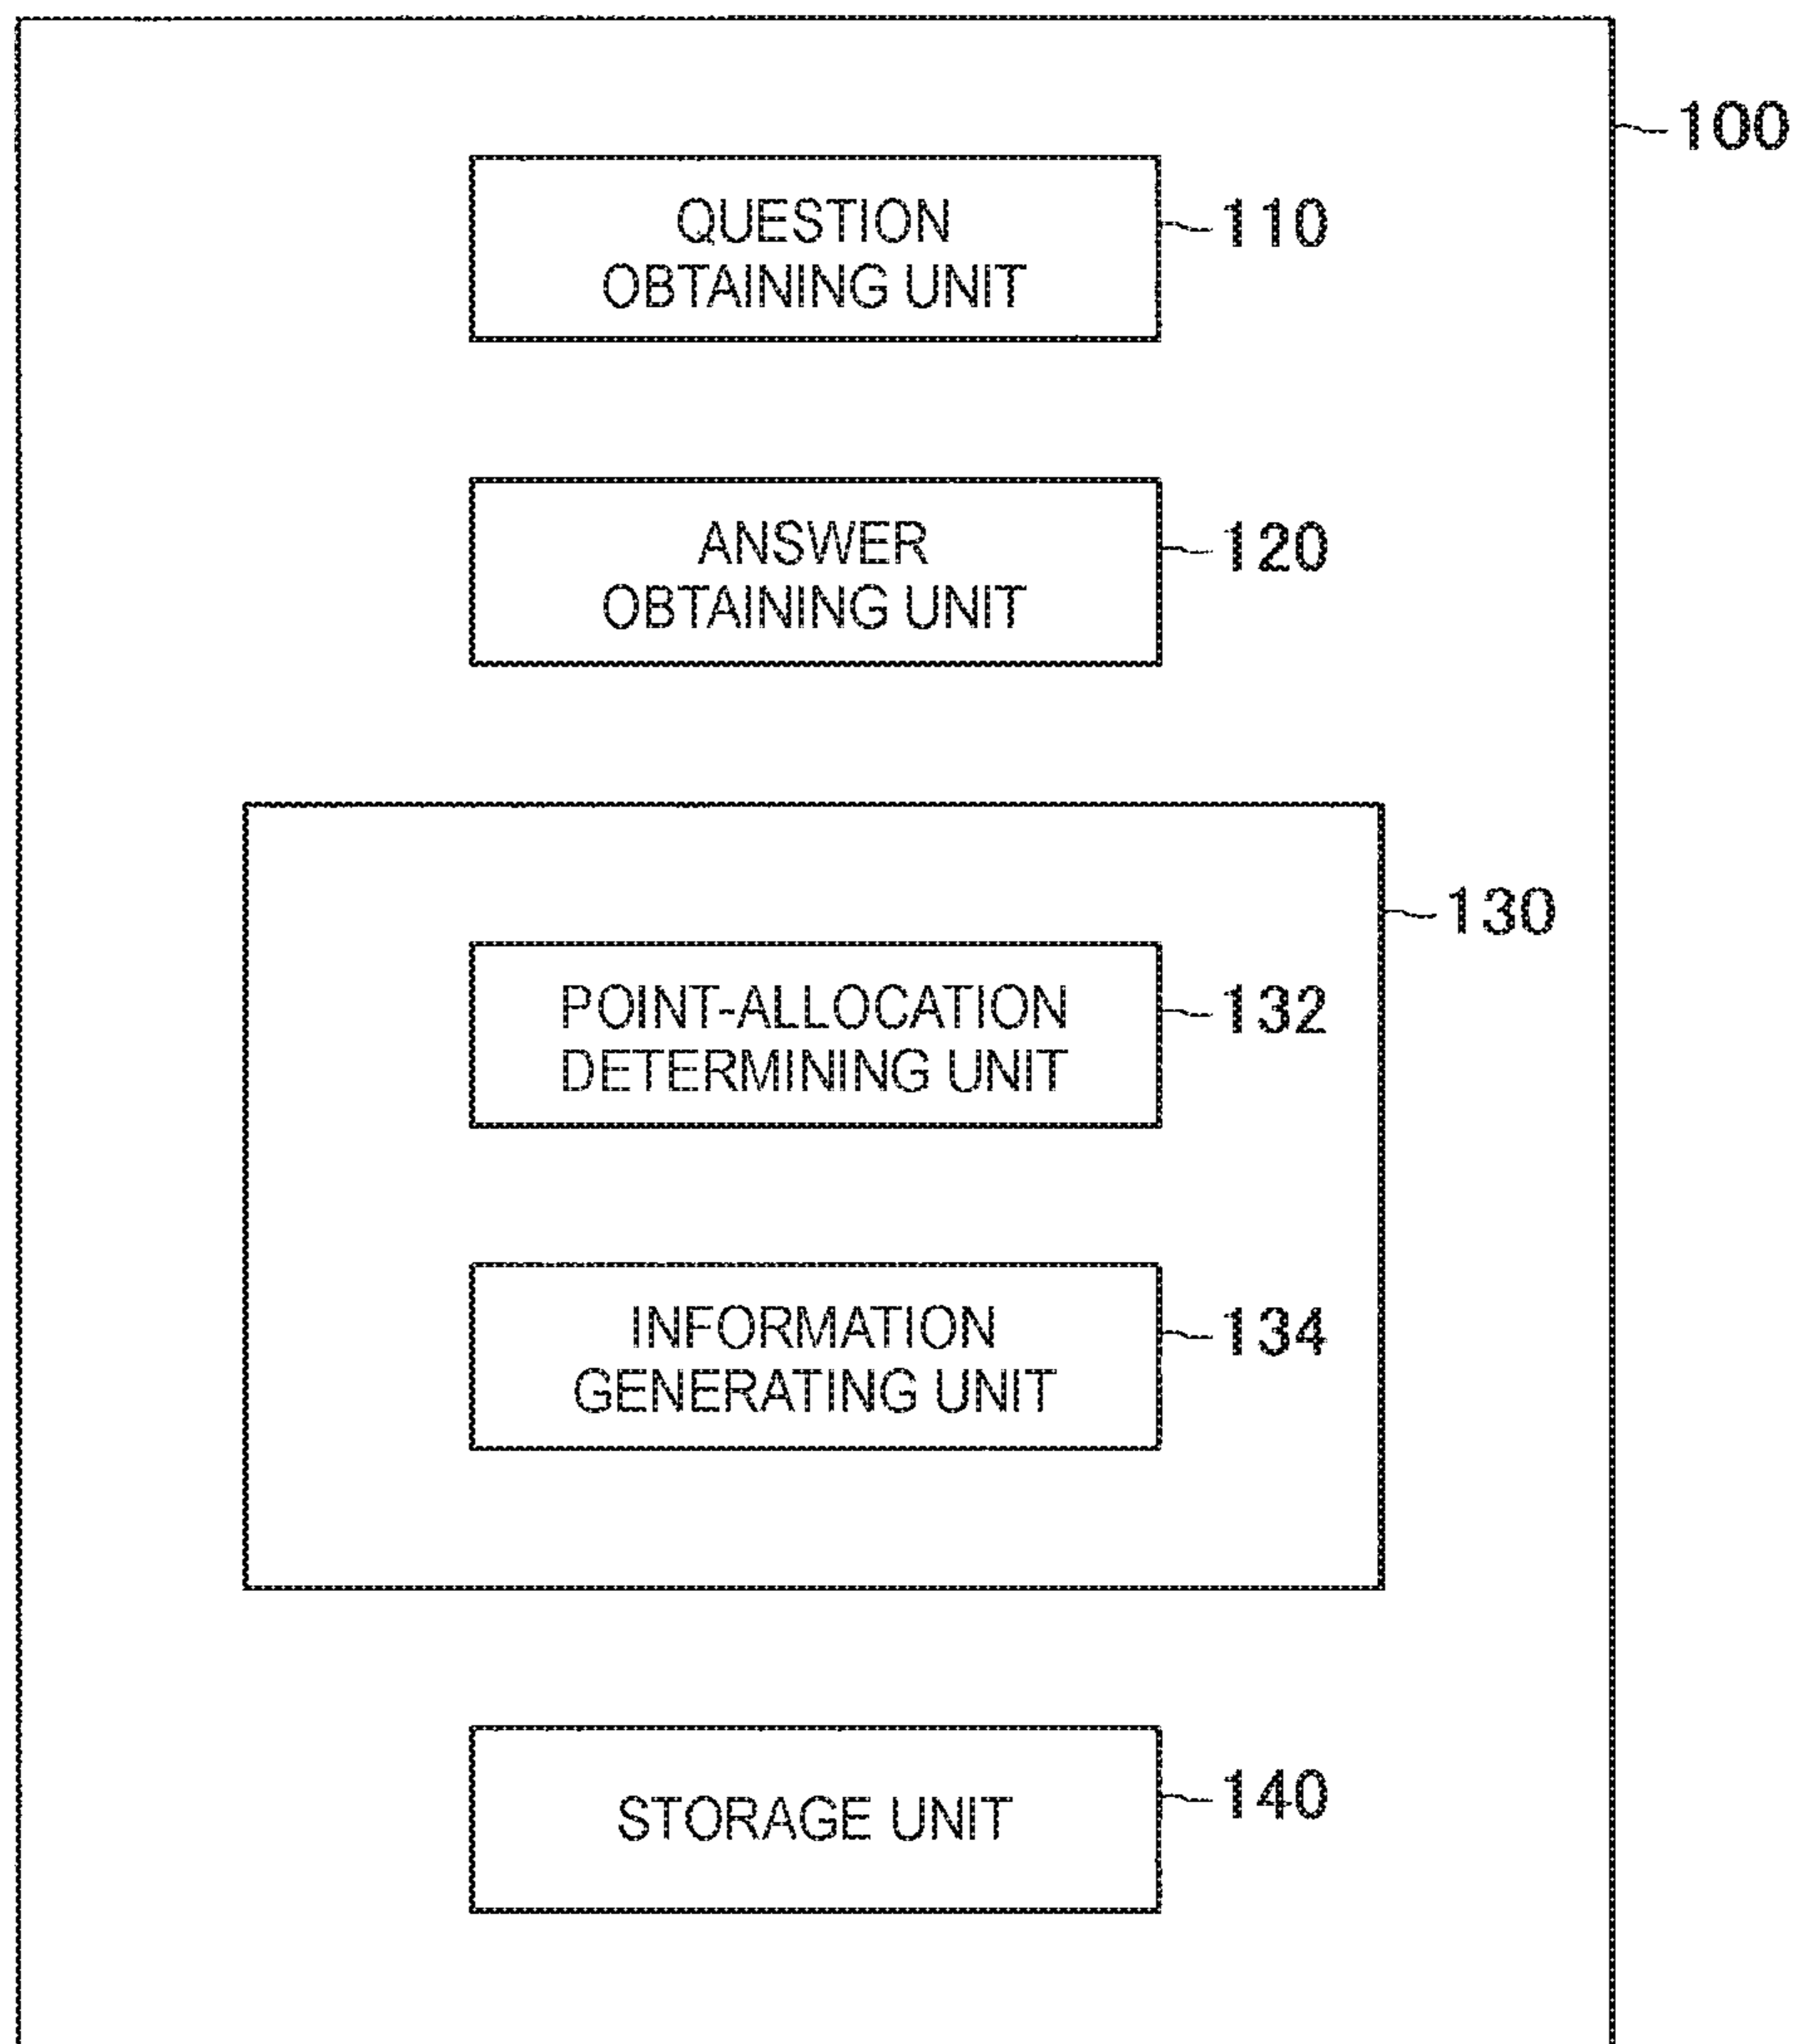 100
QUESTION
OBTAINING UNIT
110
ANSWER
OBTAINING UNIT
120
130
POINT-ALLOCATION
DETERMINING UNIT
132
INFORMATION
GENERATING UNIT
134
STORAGE UNIT
140